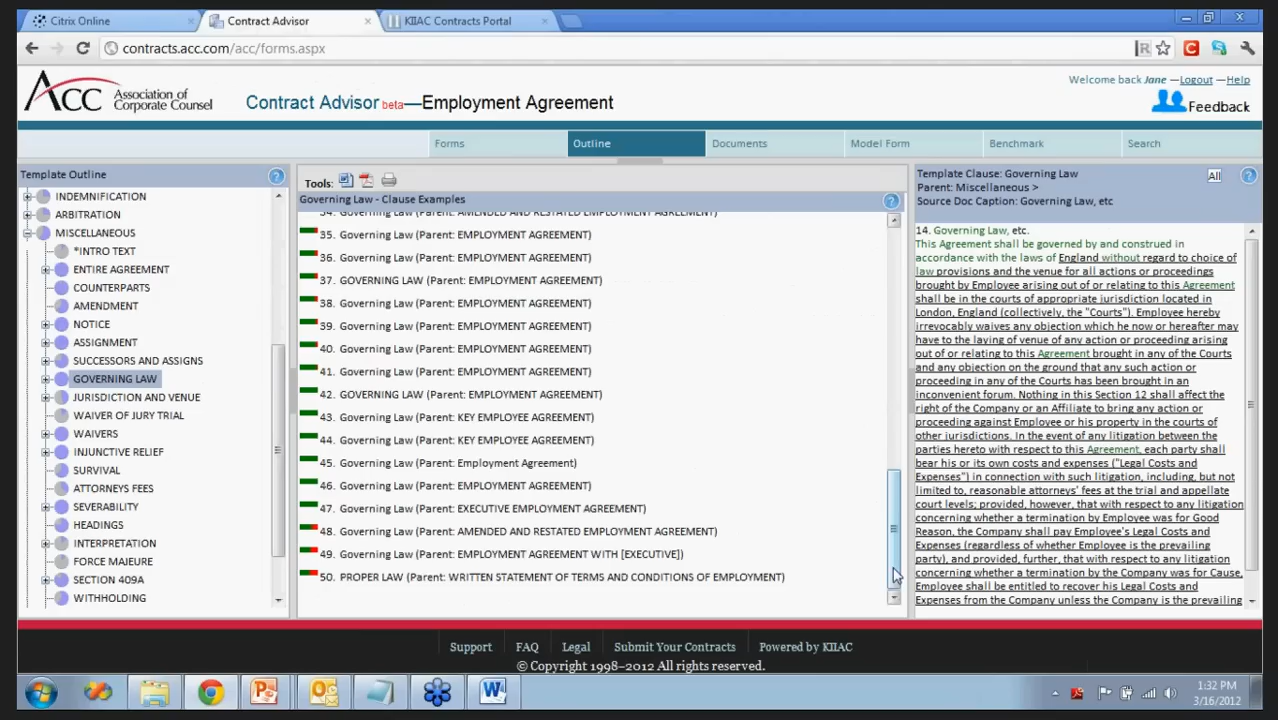 Citrix Online
Contract Advisor
KIIAC Contracts Portal
contracts.acc.com/acc/forms.aspx
ACC Association of
Corporate Counsel
Contract Advisor beta—Employment Agreement
Welcome back Jane —Logout —Help
Feedback
Forms
Outline
Documents
Model Form
Benchmark
Search
Template Outline
INDEMNIFICATION
ARBITRATION
MISCELLANEOUS
*INTRO TEXT
ENTIRE AGREEMENT
COUNTERPARTS
AMENDMENT
NOTICE
ASSIGNMENT
SUCCESSORS AND ASSIGNS
GOVERNING LAW
JURISDICTION AND VENUE
WAIVER OF JURY TRIAL
WAIVERS
INJUNCTIVE RELIEF
SURVIVAL
ATTORNEYS FEES
SEVERABILITY
HEADINGS
INTERPRETATION
FORCE MAJEURE
SECTION 409A
WITHHOLDING
Tools:
Governing Law - Clause Examples
34. Governing Law (Parent: AMENDED AND RESTATED EMPLOYMENT AGREEMENT)
35. Governing Law (Parent: EMPLOYMENT AGREEMENT)
36. Governing Law (Parent: EMPLOYMENT AGREEMENT)
37. GOVERNING LAW (Parent: EMPLOYMENT AGREEMENT)
38. Governing Law (Parent: EMPLOYMENT AGREEMENT)
39. Governing Law (Parent: EMPLOYMENT AGREEMENT)
40. Governing Law (Parent: EMPLOYMENT AGREEMENT)
41. Governing Law (Parent: EMPLOYMENT AGREEMENT)
42. GOVERNING LAW (Parent: EMPLOYMENT AGREEMENT)
43. Governing Law (Parent: KEY EMPLOYEE AGREEMENT)
44. Governing Law (Parent: KEY EMPLOYEE AGREEMENT)
45. Governing Law (Parent: Employment Agreement)
46. Governing Law (Parent: EMPLOYMENT AGREEMENT)
47. Governing Law (Parent: EXECUTIVE EMPLOYMENT AGREEMENT)
48. Governing Law (Parent: AMENDED AND RESTATED EMPLOYMENT AGREEMENT)
49. Governing Law (Parent: EMPLOYMENT AGREEMENT WITH [EXECUTIVE])
50. PROPER LAW (Parent: WRITTEN STATEMENT OF TERMS AND CONDITIONS OF EMPLOYMENT)
Template Clause: Governing Law
All
Parent: Miscellaneous >
Source Doc Caption: Governing Law, etc
14. Governing Law, etc.
This Agreement shall be governed by and construed in
accordance with the laws of England without regard to choice of
law provisions and the venue for all actions or proceedings
brought by Employee arising out of or relating to this Agreement
shall be in the courts of appropriate jurisdiction located in
London, England (collectively, the "Courts"). Employee hereby
irrevocably waives any objection which he now or hereafter may
have to the laying of venue of any action or proceeding arising
out of or relating to this Agreement brought in any of the Courts
and any objection on the ground that any such action or
proceeding in any of the Courts has been brought in an
inconvenient forum. Nothing in this Section 12 shall affect the
right of the Company or an Affiliate to bring any action or
proceeding against Employee or his property in the courts of
other jurisdictions. In the event of any litigation between the
parties hereto with respect to this Agreement, each party shall
bear his or its own costs and expenses ("Legal Costs and
Expenses") in connection with such litigation, including, but not
limited to, reasonable attorneys' fees at the trial and appellate
court levels; provided, however, that with respect to any litigation
concerning whether a termination by Employee was for Good
Reason, the Company shall pay Employee's Legal Costs and
Expenses (regardless of whether Employee is the prevailing
party), and provided, further, that with respect to any litigation
concerning whether a termination by the Company was for Cause,
Employee shall be entitled to recover his Legal Costs and
Expenses from the Company unless the Company is the prevailing
Support
FAQ
Legal
Submit Your Contracts
Powered by KIIAC
© Copyright 1998–2012 All rights reserved.
1:32 PM
3/16/2012